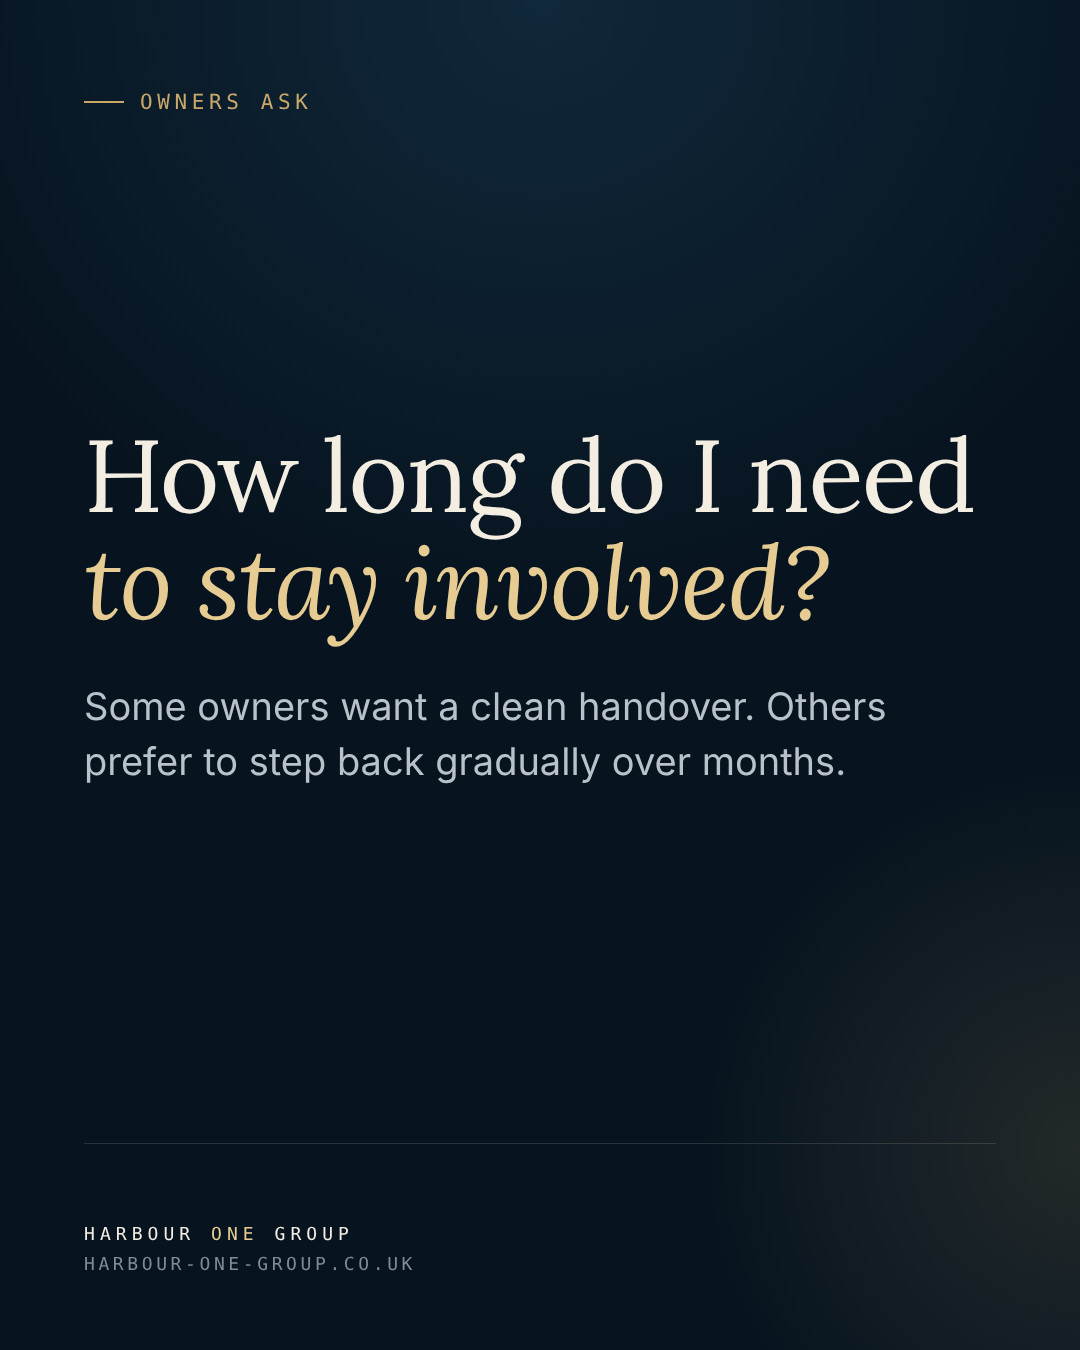 OWNERS ASK
How long do I need
to stay involved?
Some owners want a clean handover. Others
prefer to step back gradually over months.
HARBOUR ONE GROUP
HARBOUR-ONE-GROUP.CO.UK